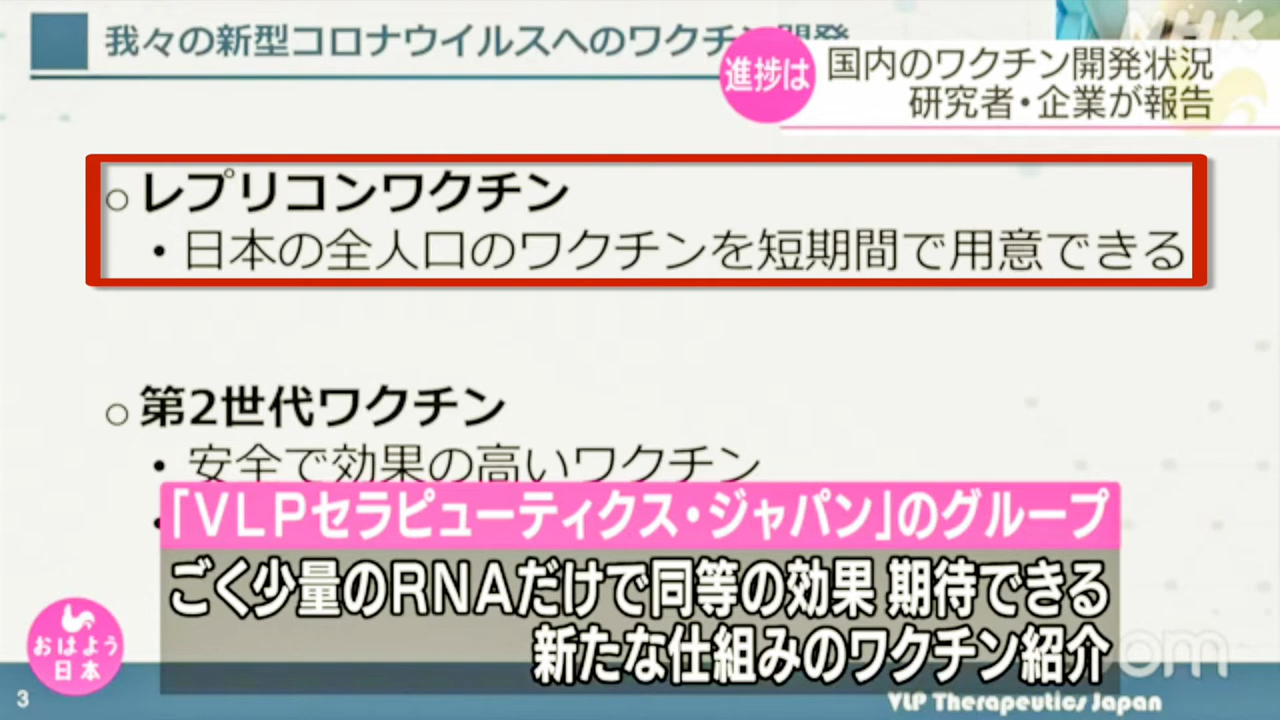 我々の新型コロナウイルスへのワクチン開発
NHK
進捗は
国内のワクチン開発状況
研究者・企業が報告
○レプリコンワクチン
・日本の全人口のワクチンを短期間で用意できる
○第2世代ワクチン
・安全で効果の高いワクチン
「VLPセラピューティクス・ジャパン」のグループ
ごく少量のRNAだけで同等の効果 期待できる
新たな仕組みのワクチン紹介
おはよう
日本
3
VLP Therapeutics Japan